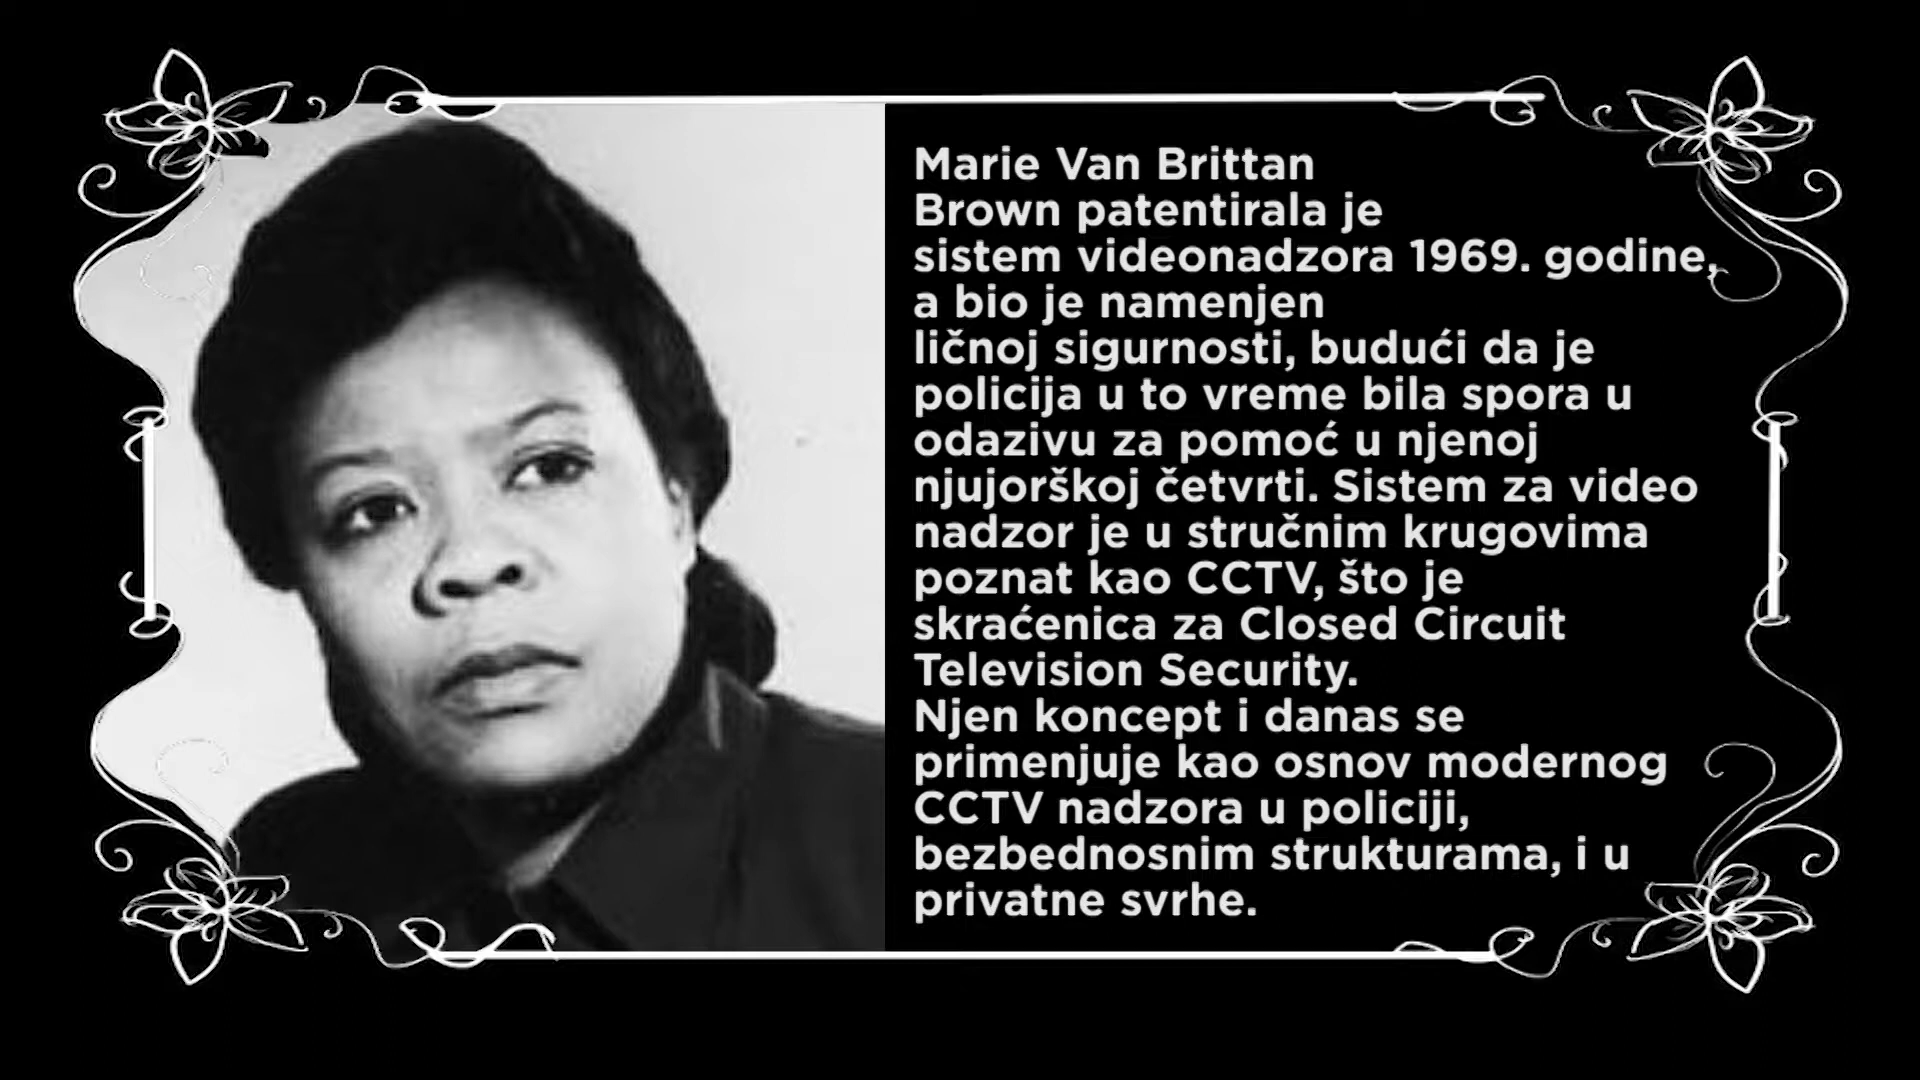 Marie Van Brittan
Brown patentirala je
sistem videonadzora 1969. godine,
a bio je namenjen
ličnoj sigurnosti, budući da je
policija u to vreme bila spora u
odazivu za pomoć u njenoj
njujorškoj četvrti. Sistem za video
nadzor je u stručnim krugovima
poznat kao CCTV, što je
skraćenica za Closed Circuit
Television Security.
Njen koncept i danas se
primenjuje kao osnov modernog
CCTV nadzora u policiji,
bezbednosnim strukturama, i u
privatne svrhe.